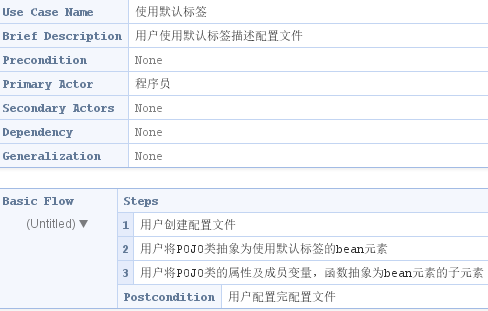 Use Case Name 使用默认标签
Brief Description 用户使用默认标签描述配置文件
Precondition None
Primary Actor 程序员
Secondary Actors None
Dependency None
Generalization None
Basic Flow Steps
(Untitled) ▼
1 用户创建配置文件
2 用户将POJO类抽象为使用默认标签的bean元素
3 用户将POJO类的属性及成员变量，函数抽象为bean元素的子元素
Postcondition 用户配置完配置文件